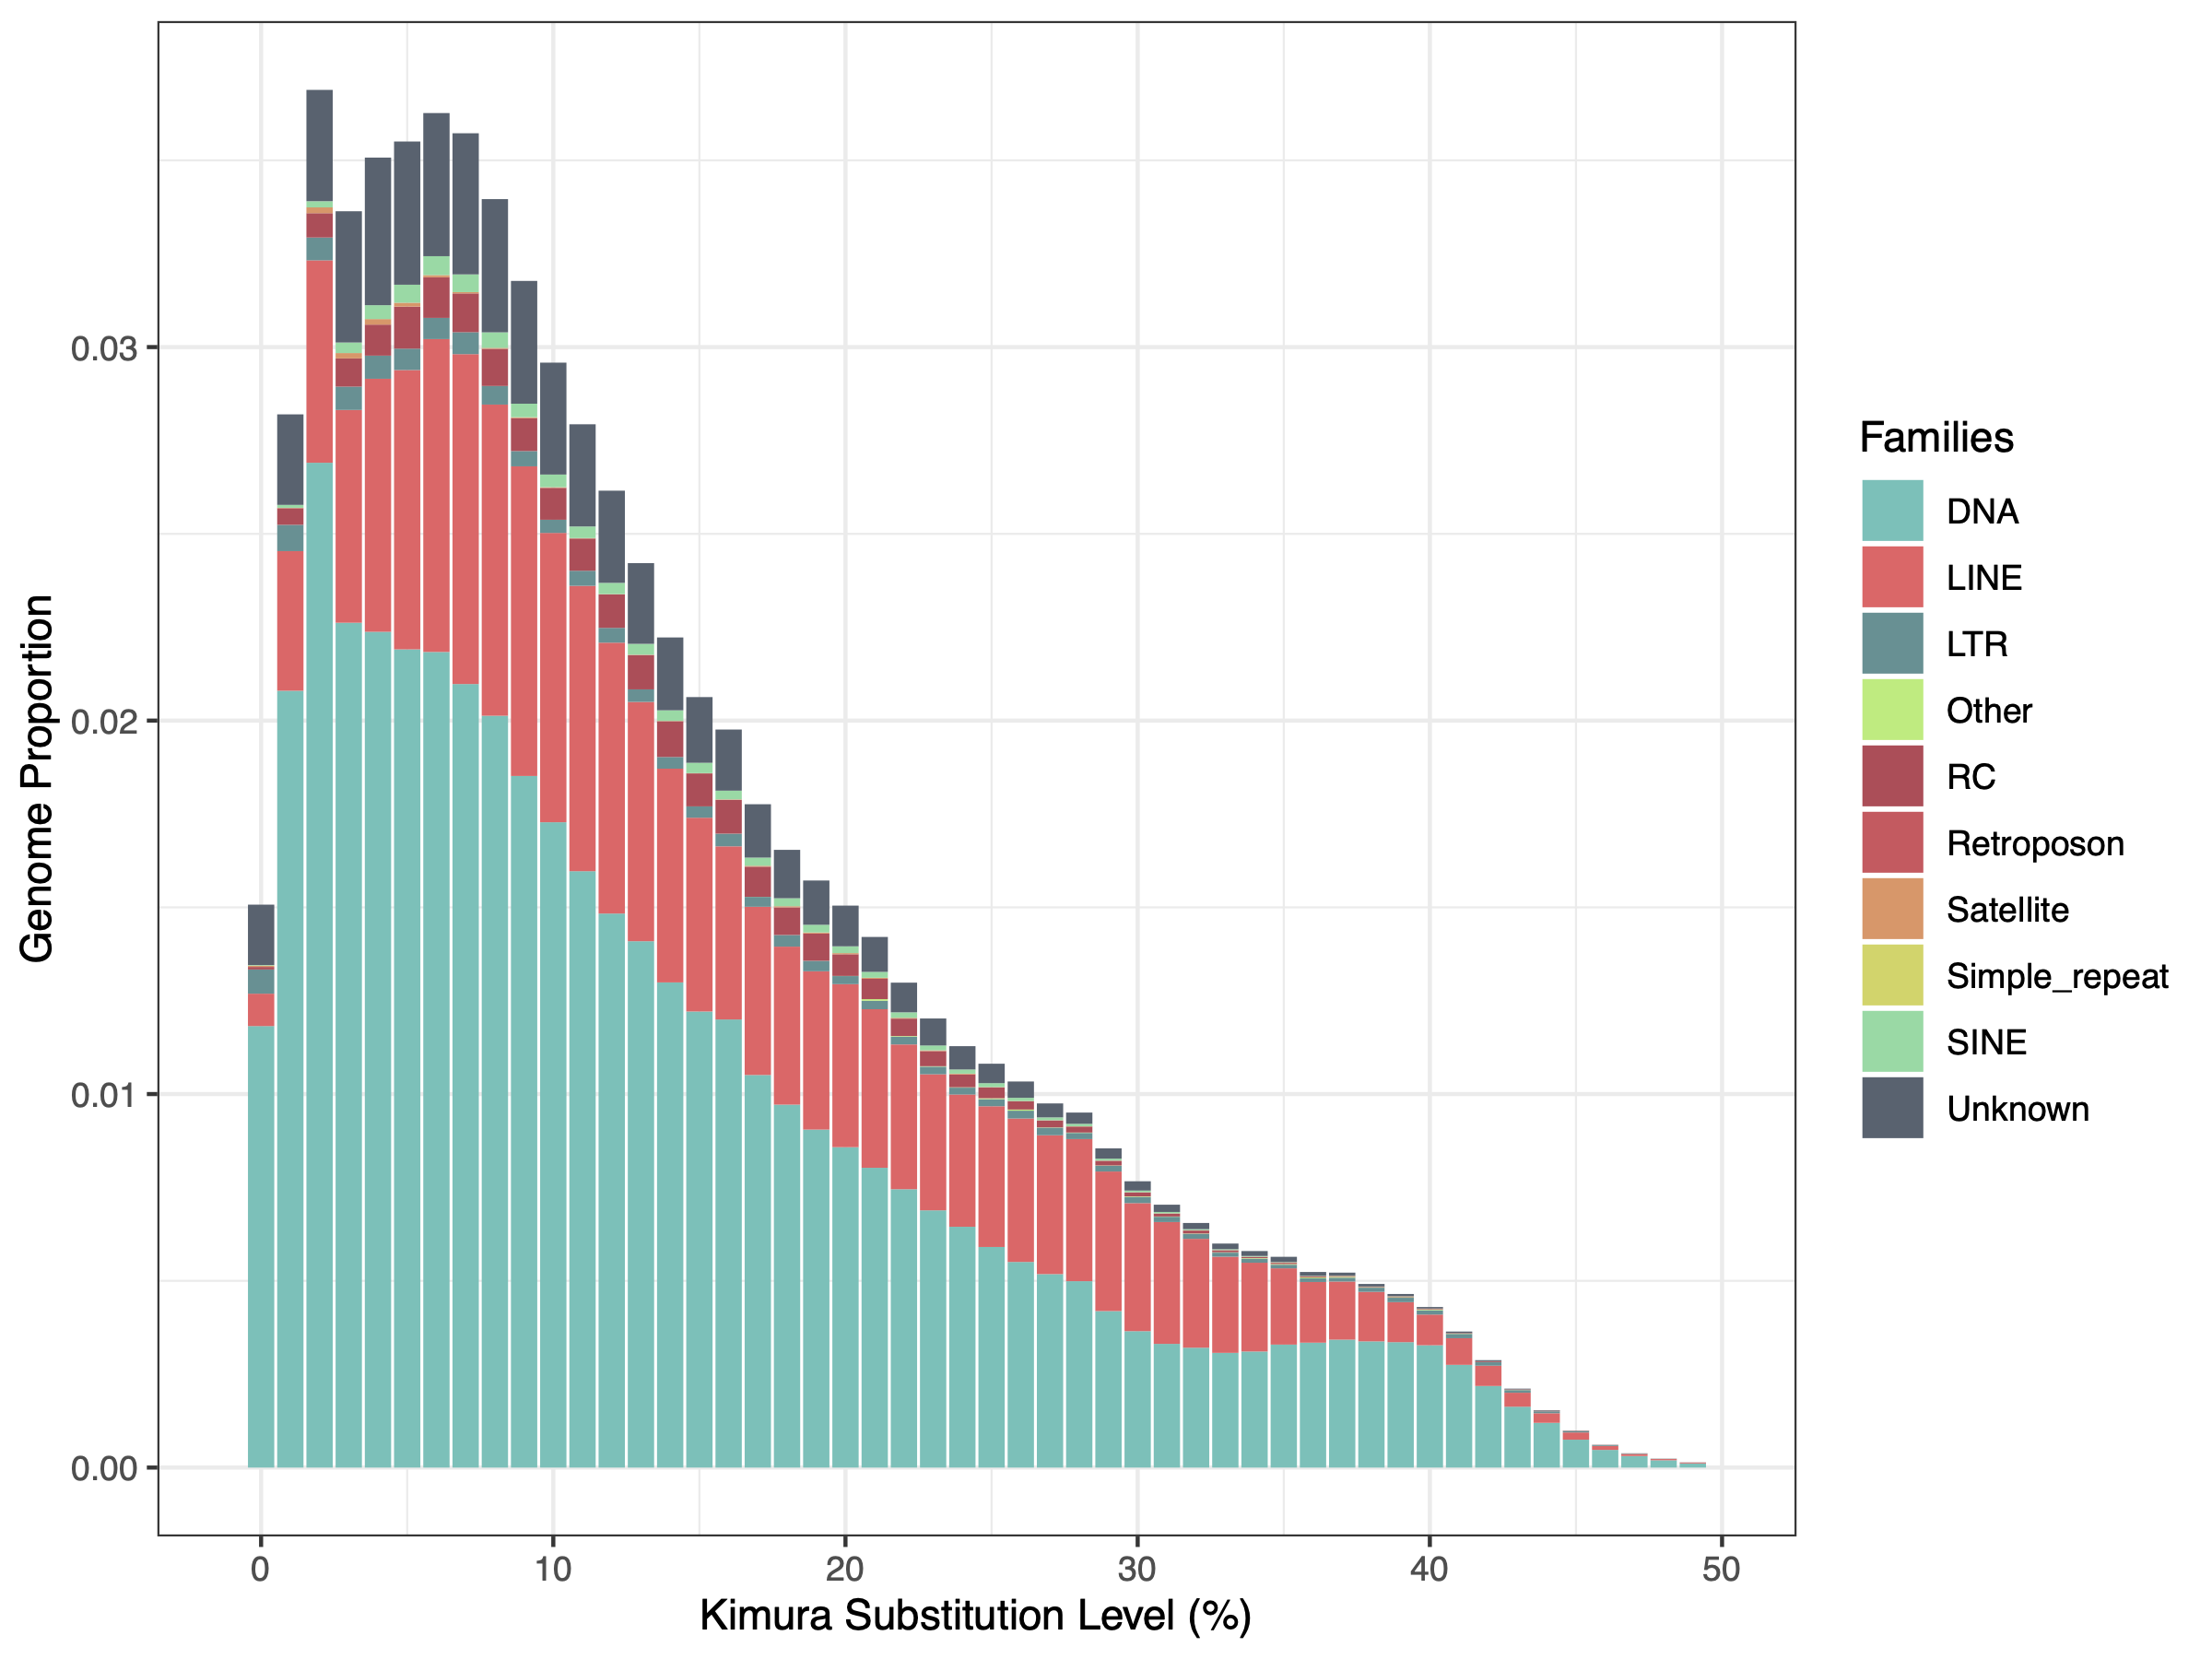 Genome Proportion
0.03
0.02
0.01
0.00
0 10 20 30 40 50
Kimura Substitution Level (%)
Families
DNA
LINE
LTR
Other
RC
Retroposon
Satellite
Simple_repeat
SINE
Unknown